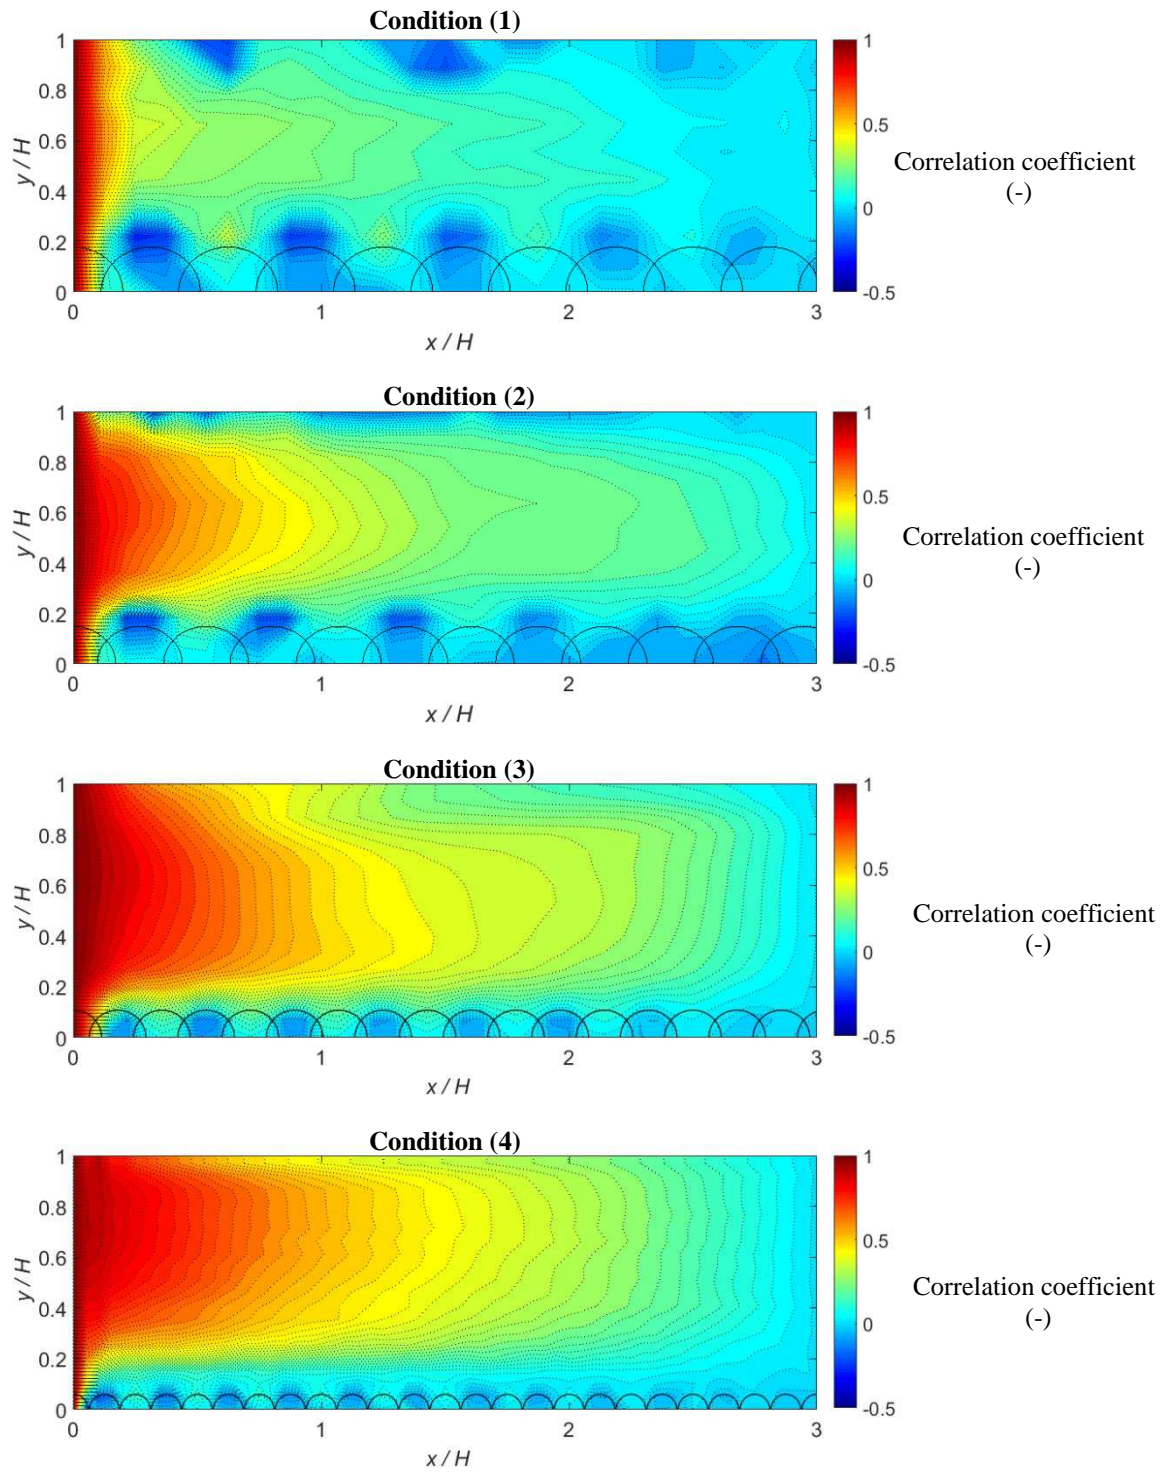 Condition (1)
1
0.8
0.6
0.4
0.2
0
y / H
0 1 2 3
x / H
1
0.5
0
-0.5
Correlation coefficient
(-)
Condition (2)
1
0.8
0.6
0.4
0.2
0
y / H
0 1 2 3
x / H
1
0.5
0
-0.5
Correlation coefficient
(-)
Condition (3)
1
0.8
0.6
0.4
0.2
0
y / H
0 1 2 3
x / H
1
0.5
0
-0.5
Correlation coefficient
(-)
Condition (4)
1
0.8
0.6
0.4
0.2
0
y / H
0 1 2 3
x / H
1
0.5
0
-0.5
Correlation coefficient
(-)